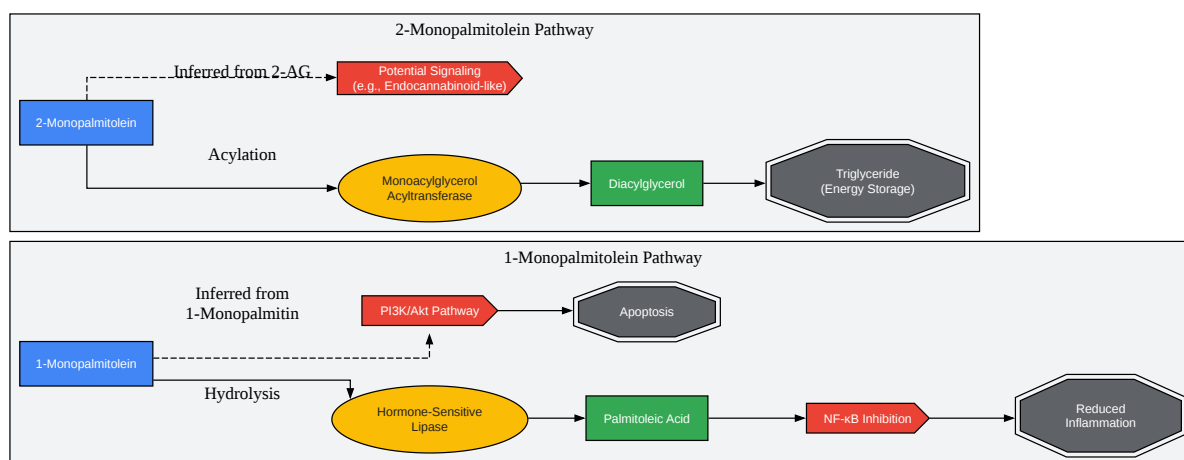 2-Monopalmitolein Pathway
Inferred from 2-AG
Potential Signaling
(e.g., Endocannabinoid-like)
2-Monopalmitolein
Acylation
Monoacylglycerol
Acyltransferase
Diacylglycerol
Triglyceride
(Energy Storage)
1-Monopalmitolein Pathway
Inferred from
1-Monopalmitin
PI3K/Akt Pathway
Apoptosis
1-Monopalmitolein
Hydrolysis
Hormone-Sensitive
Lipase
Palmitoleic Acid
NF-κB Inhibition
Reduced
Inflammation